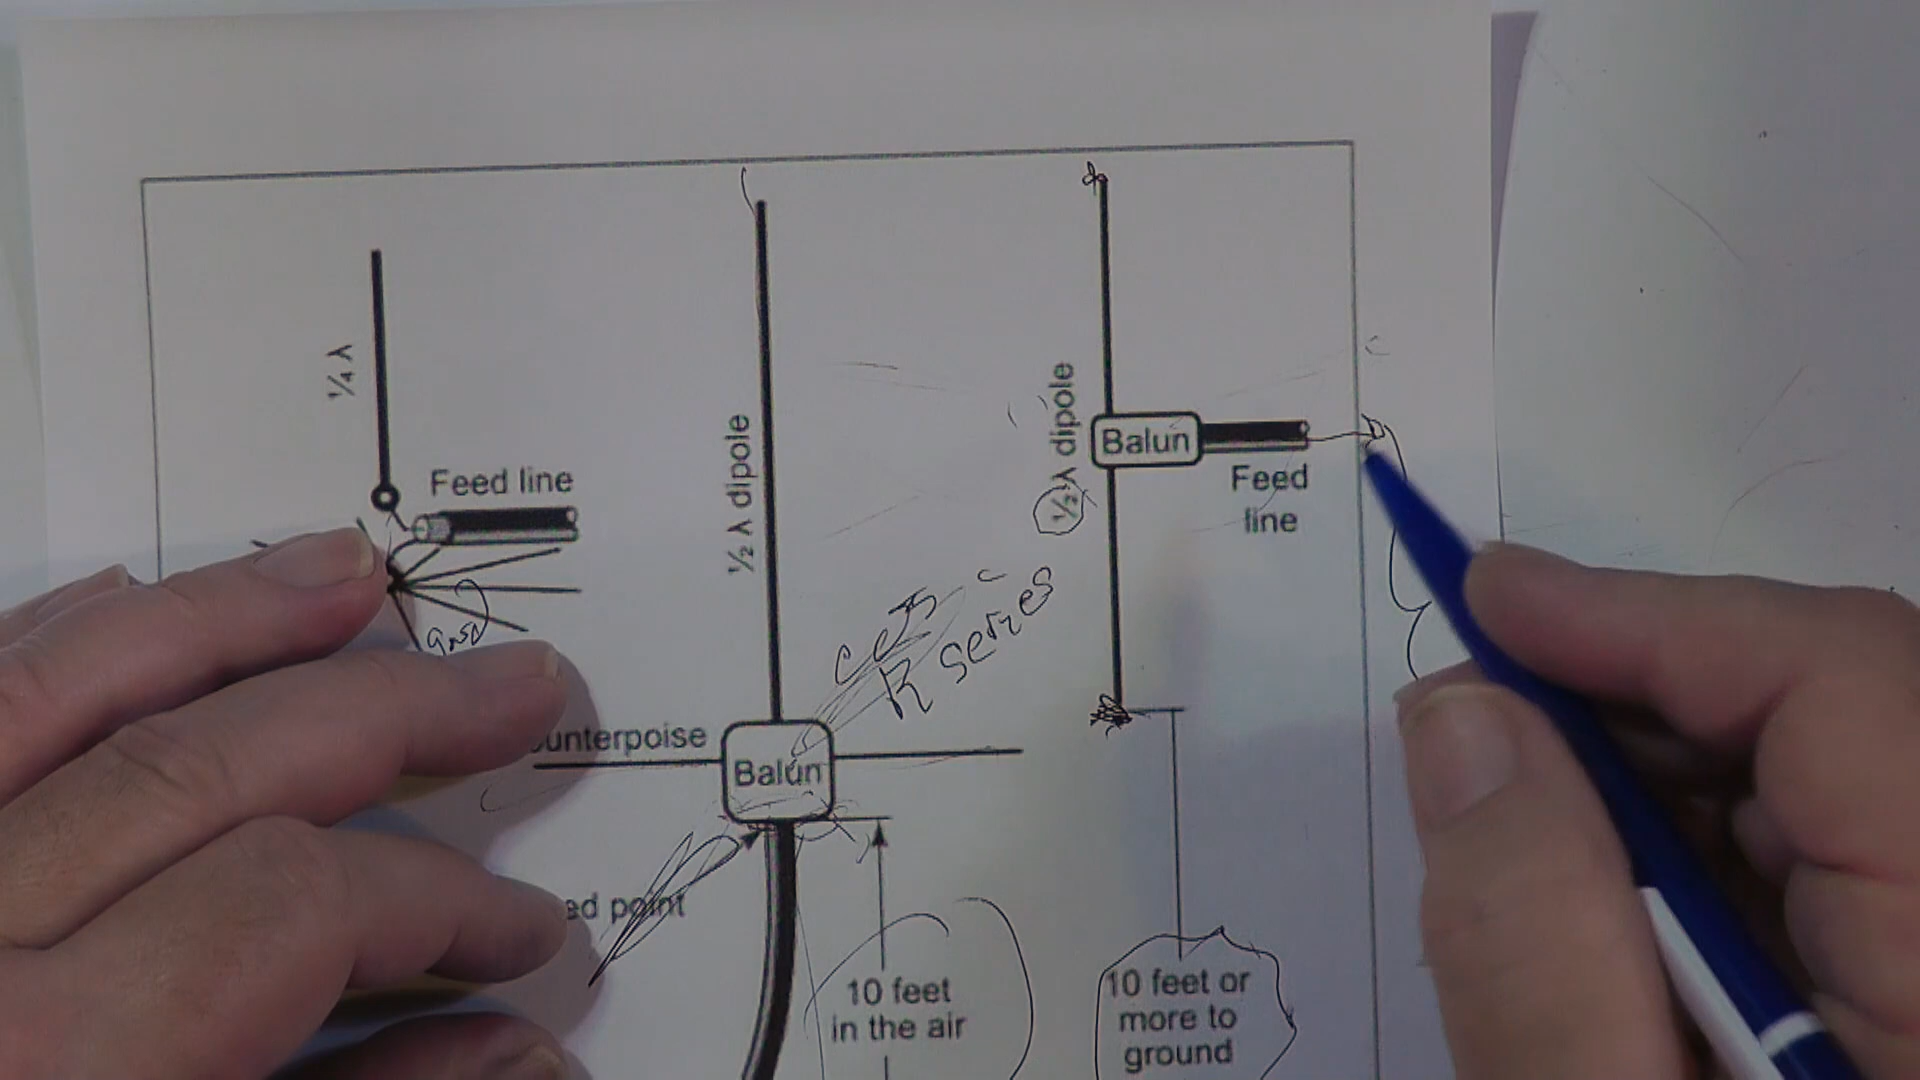 ¼ λ
Feed line
Gnd
½ λ dipole
Balun
10 feet
in the air
R series
½ λ dipole
Balun
Feed
line
10 feet or
more to
ground